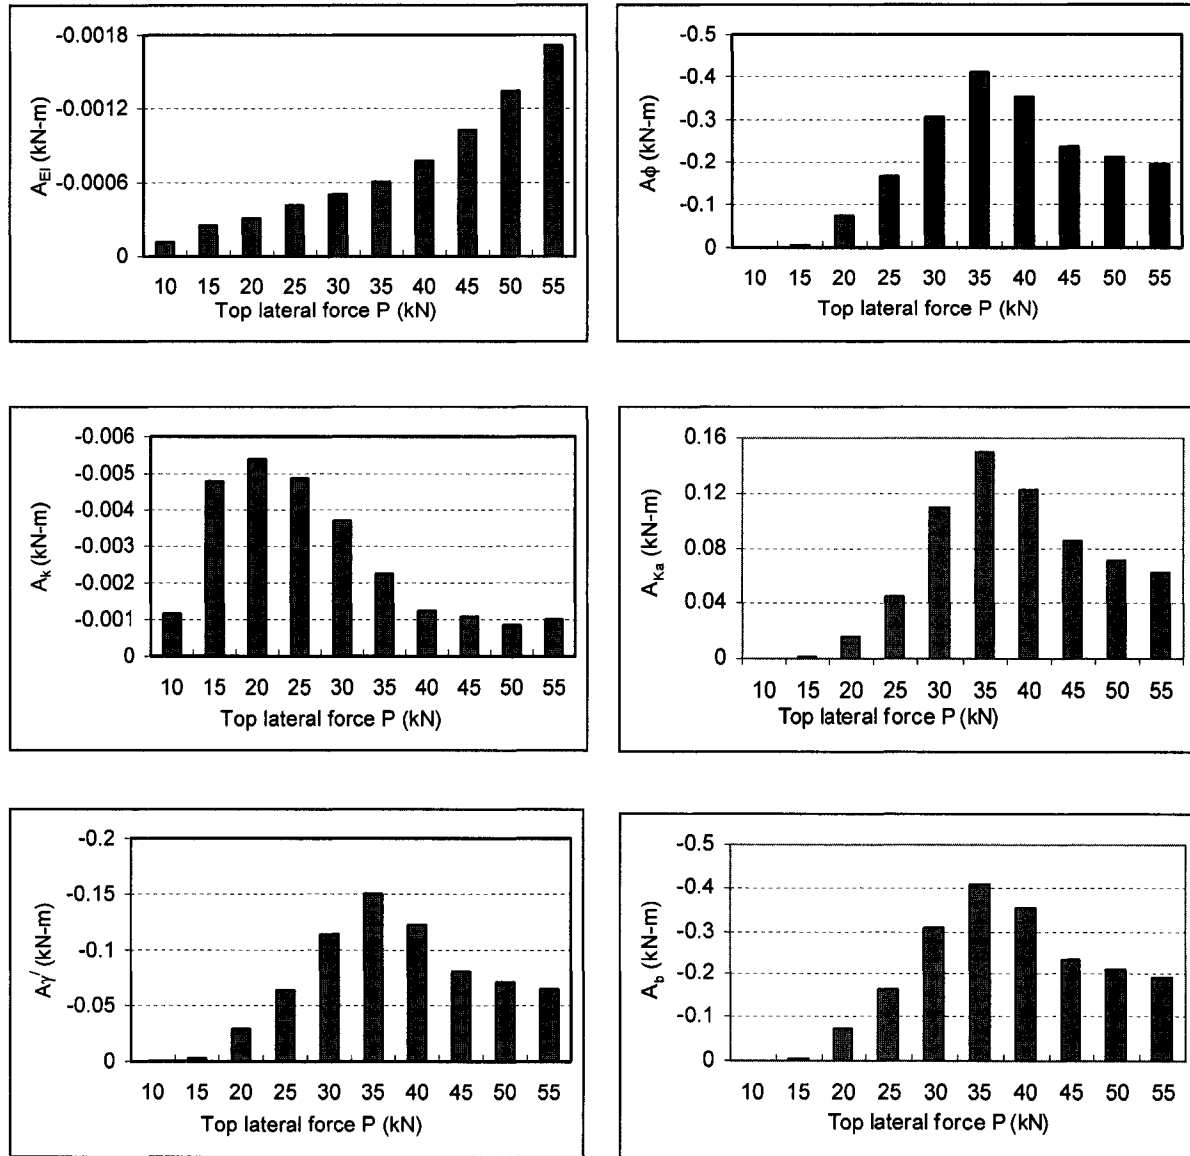 -0.0018
-0.0012
-0.0006
0
A_EI (kN-m)
10 15 20 25 30 35 40 45 50 55
Top lateral force P (kN)
-0.5
-0.4
-0.3
-0.2
-0.1
0
Aϕ (kN-m)
10 15 20 25 30 35 40 45 50 55
Top lateral force P (kN)
-0.006
-0.005
-0.004
-0.003
-0.002
-0.001
0
A_k (kN-m)
10 15 20 25 30 35 40 45 50 55
Top lateral force P (kN)
0.16
0.12
0.08
0.04
0
A_Ka (kN-m)
10 15 20 25 30 35 40 45 50 55
Top lateral force P (kN)
-0.2
-0.15
-0.1
-0.05
0
Aγ′ (kN-m)
10 15 20 25 30 35 40 45 50 55
Top lateral force P (kN)
-0.5
-0.4
-0.3
-0.2
-0.1
0
A_b (kN-m)
10 15 20 25 30 35 40 45 50 55
Top lateral force P (kN)